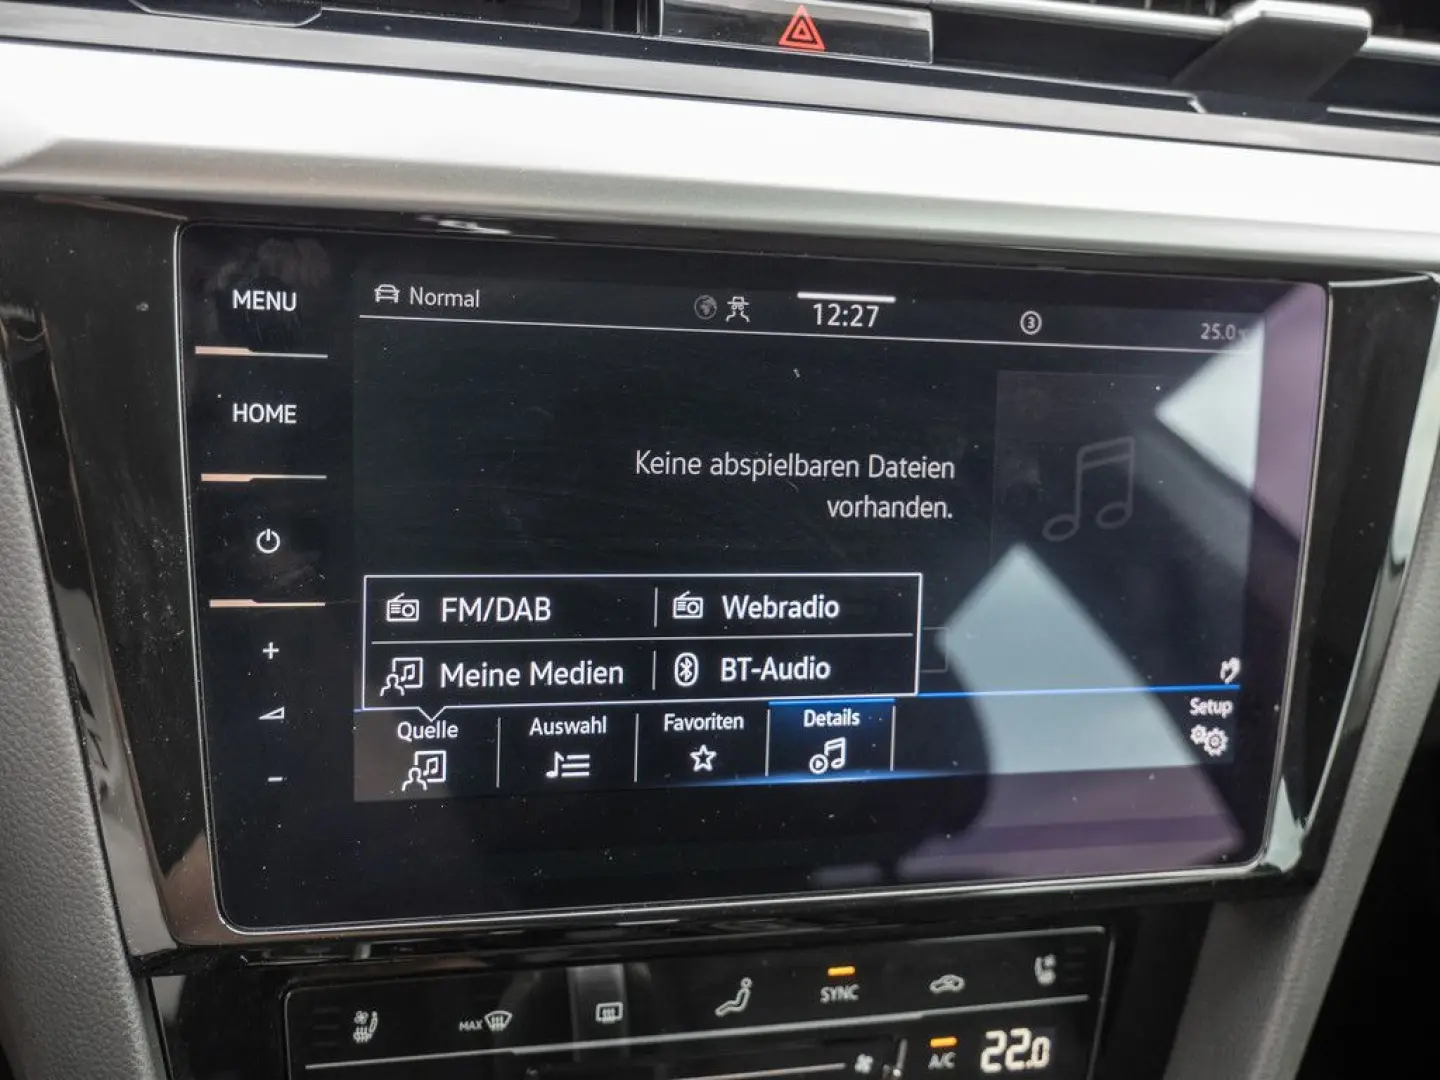 MENU
Normal
12:27
3
25.0
HOME
Keine abspielbaren Dateien
vorhanden.
FM/DAB
Webradio
Meine Medien
BT-Audio
+
-
Quelle
Auswahl
Favoriten
Details
Setup
MAX
SYNC
A/C
22.0